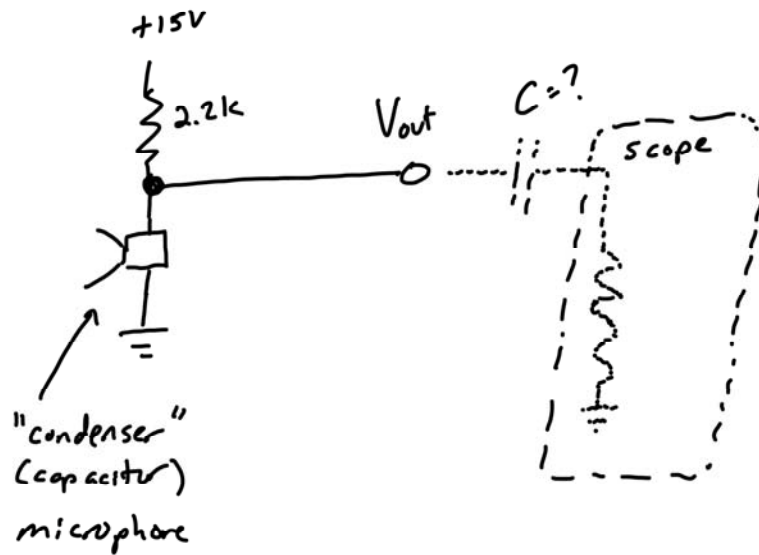 +15V
2.2k
Vout
C=?
scope
"condenser"
(capacitor)
microphone